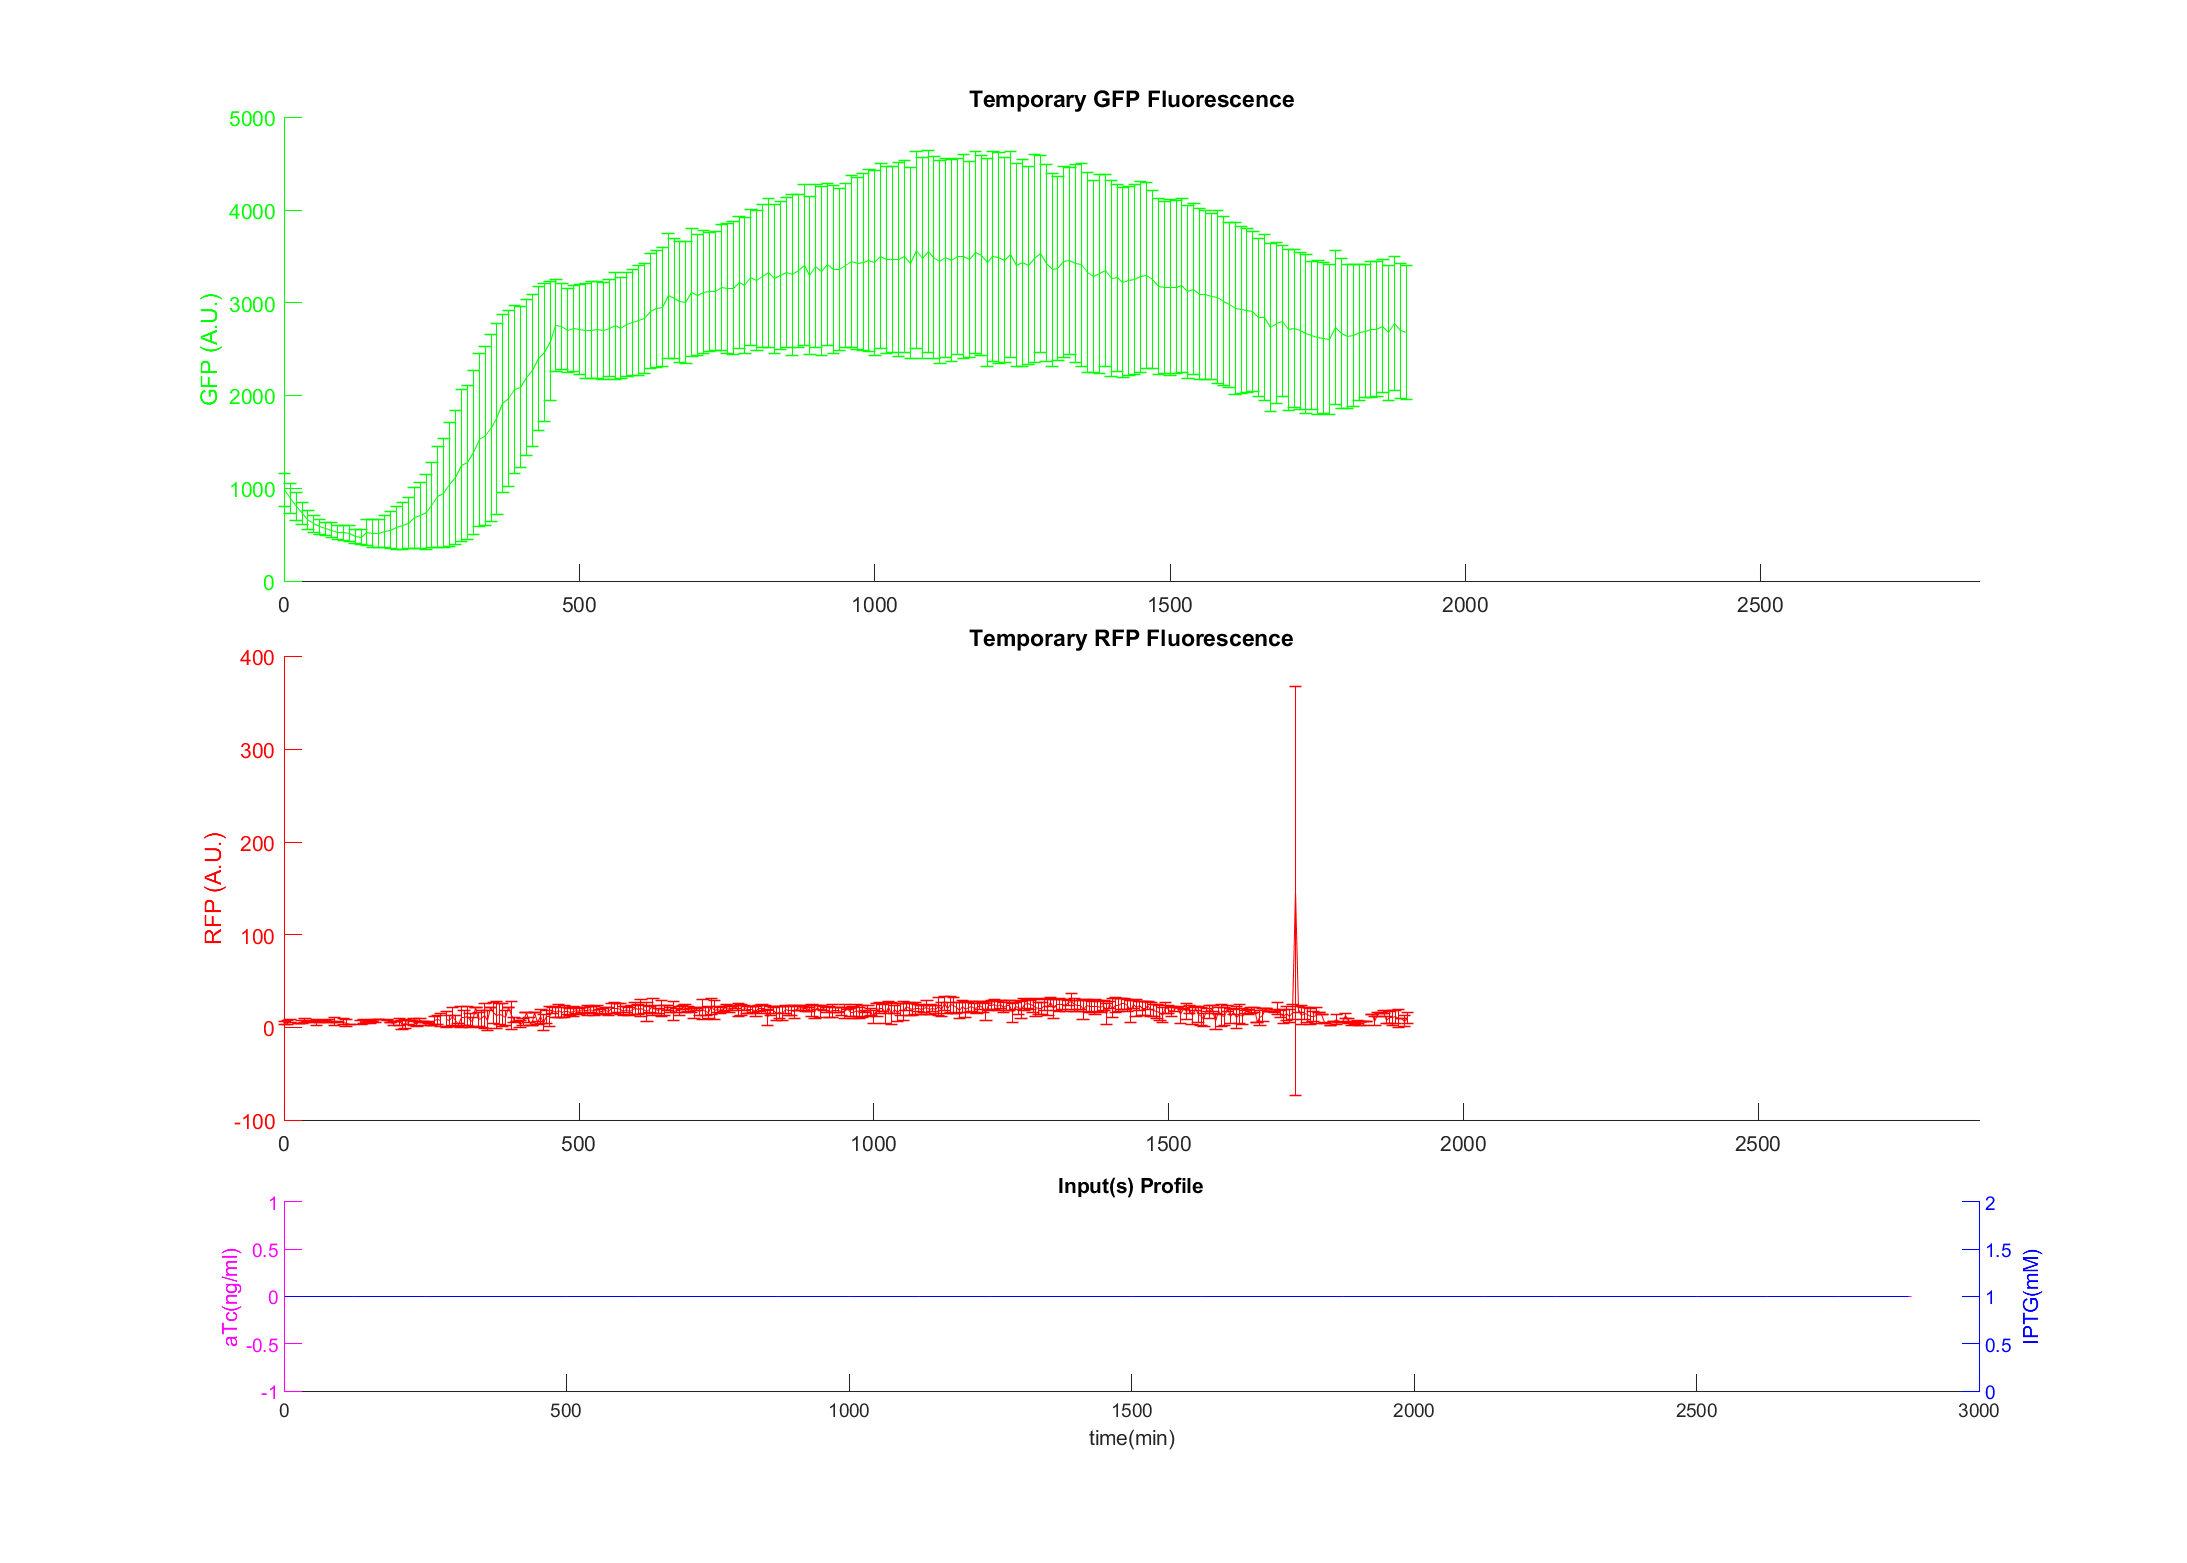 Temporary GFP Fluorescence
5000
4000
3000
2000
1000
0
GFP (A.U.)
0 500 1000 1500 2000 2500
Temporary RFP Fluorescence
400
300
200
100
0
-100
RFP (A.U.)
0 500 1000 1500 2000 2500
Input(s) Profile
1 2
0.5 1.5
0 1
-0.5 0.5
-1 0
aTc(ng/ml)
IPTG(mM)
0 500 1000 1500 2000 2500 3000
time(min)